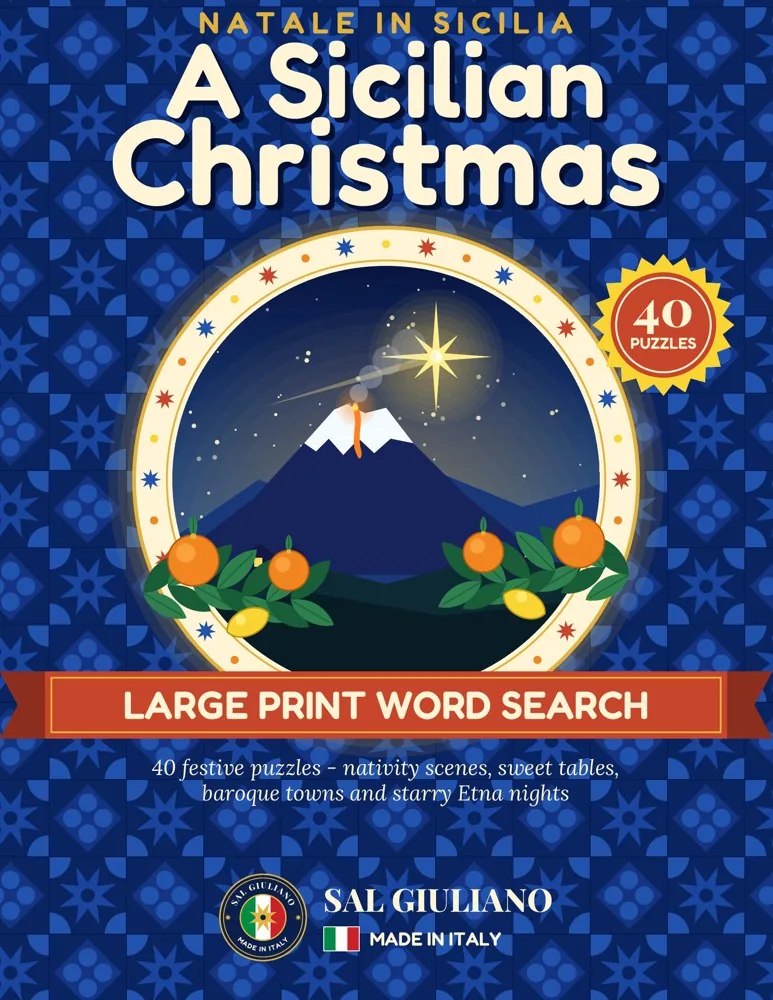 NATALE IN SICILIA
A Sicilian
Christmas
40
PUZZLES
LARGE PRINT WORD SEARCH
40 festive puzzles – nativity scenes, sweet tables,
baroque towns and starry Etna nights
SAL GIULIANO
MADE IN ITALY
SAL GIULIANO
MADE IN ITALY